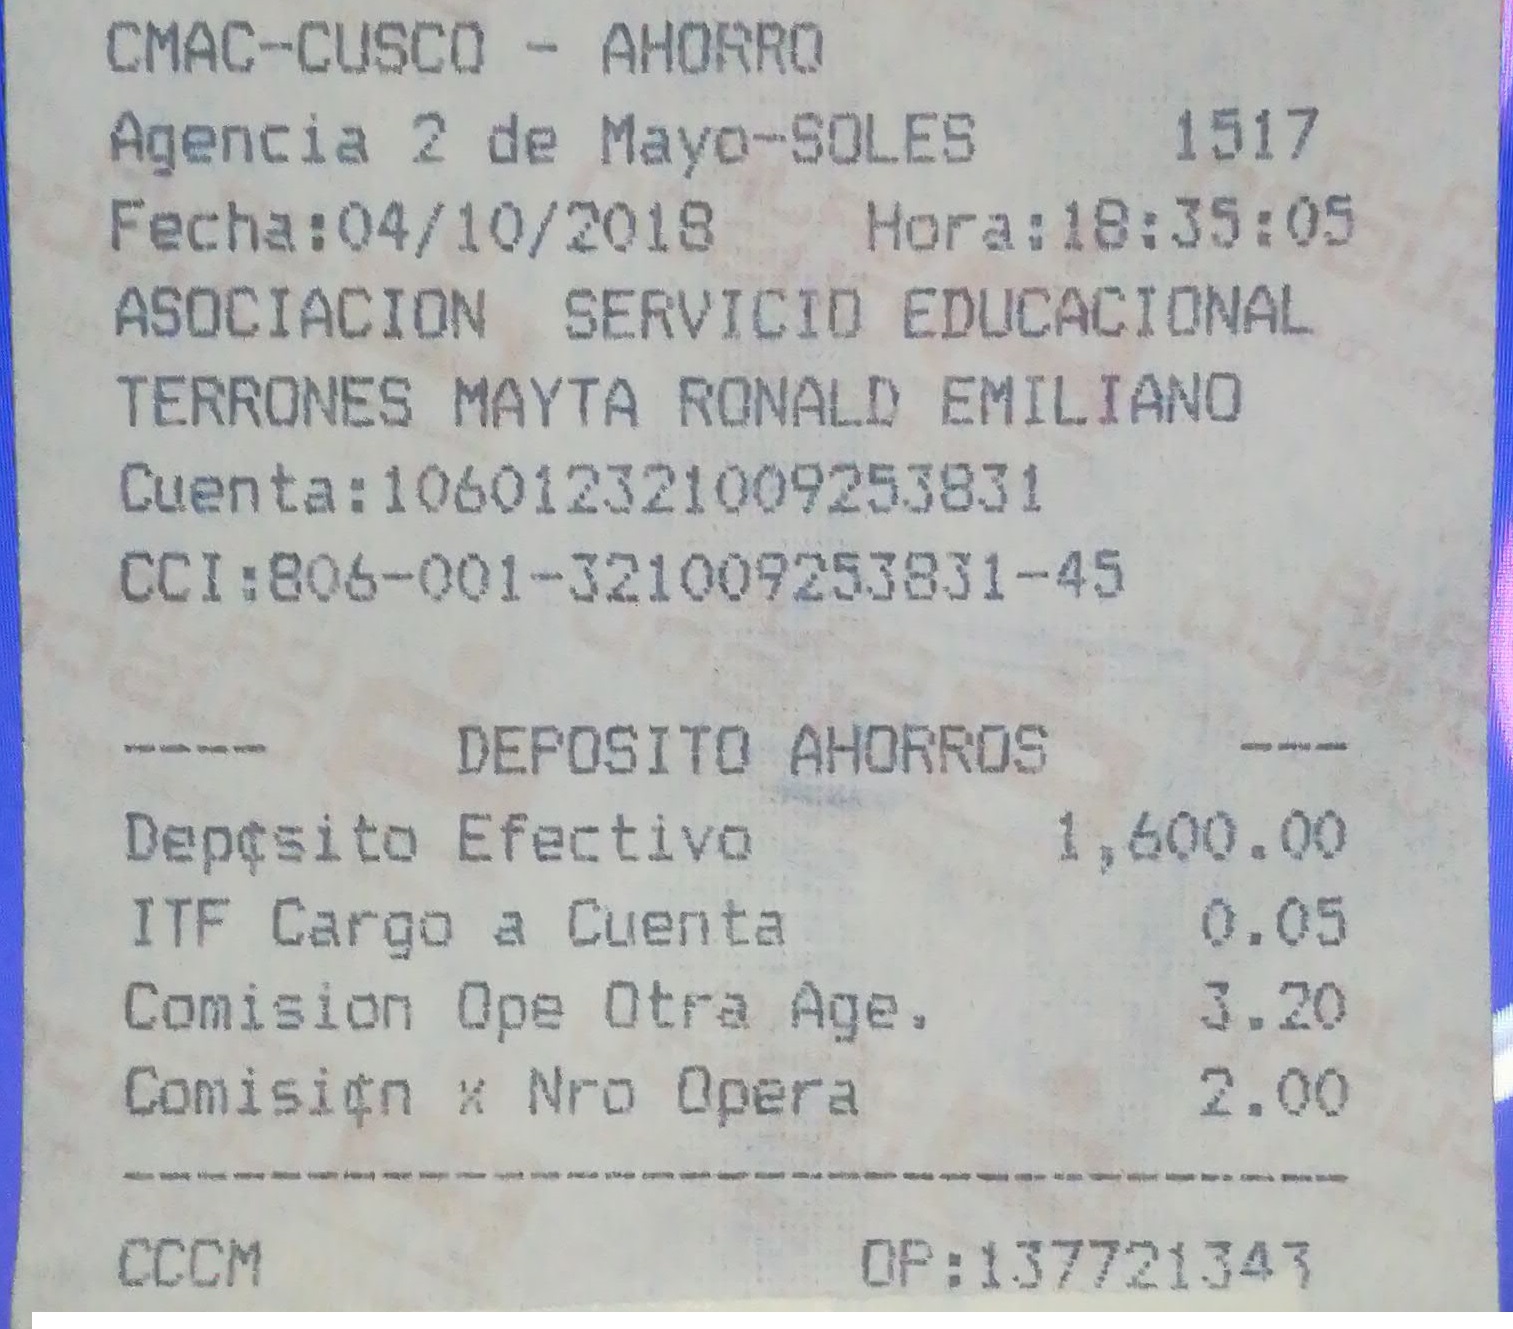 CMAC-CUSCO - AHORRO
Agencia 2 de Mayo-SOLES 1517
Fecha:04/10/2018 Hora:18:35:05
ASOCIACION SERVICIO EDUCACIONAL
TERRONES MAYTA RONALD EMILIANO
Cuenta:106012321009253831
CCI:806-001-321009253831-45
---- DEPOSITO AHORROS ---
Dep¢sito Efectivo 1,600.00
ITF Cargo a Cuenta 0.05
Comision Ope Otra Age. 3.20
Comisi¢n x Nro Opera 2.00
-----------------------------------
CCCM OP:137721343